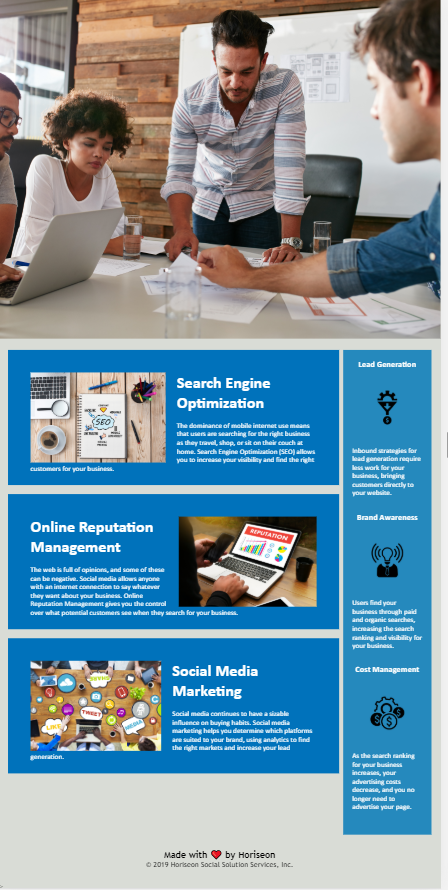 Search Engine
Optimization
The dominance of mobile internet use means
that users are searching for the right business
as they travel, shop, or sit on their couch at
home. Search Engine Optimization (SEO) allows
you to increase your visibility and find the right
customers for your business.
SEO
Online Reputation
Management
The web is full of opinions, and some of these
can be negative. Social media allows anyone
with an internet connection to say whatever
they want about your business. Online
Reputation Management gives you the control
over what potential customers see when they search for your business.
REPUTATION
Social Media
Marketing
Social media continues to have a sizable
influence on buying habits. Social media
marketing helps you determine which platforms
are suited to your brand, using analytics to find
the right markets and increase your lead
generation.
TWEET
LIKE
Lead Generation
Inbound strategies for
lead generation require
less work for your
business, bringing
customers directly to
your website.
Brand Awareness
Users find your
business through paid
and organic searches,
increasing the search
ranking and visibility for
your business.
Cost Management
As the search ranking
for your business
increases, your
advertising costs
decrease, and you no
longer need to
advertise your page.
Made with ❤️ by Horiseon
© 2019 Horiseon Social Solution Services, Inc.
>